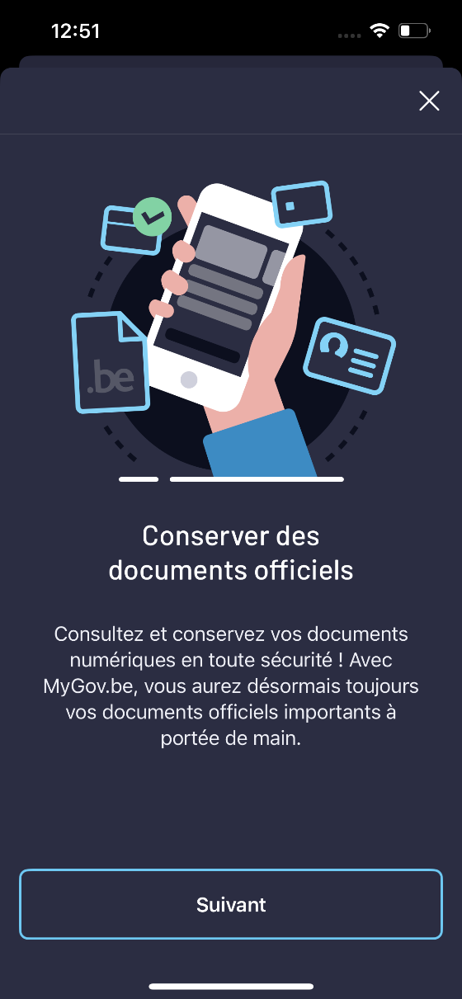 12:51
.be
Conserver des
documents officiels
Consultez et conservez vos documents
numériques en toute sécurité ! Avec
MyGov.be, vous aurez désormais toujours
vos documents officiels importants à
portée de main.
Suivant